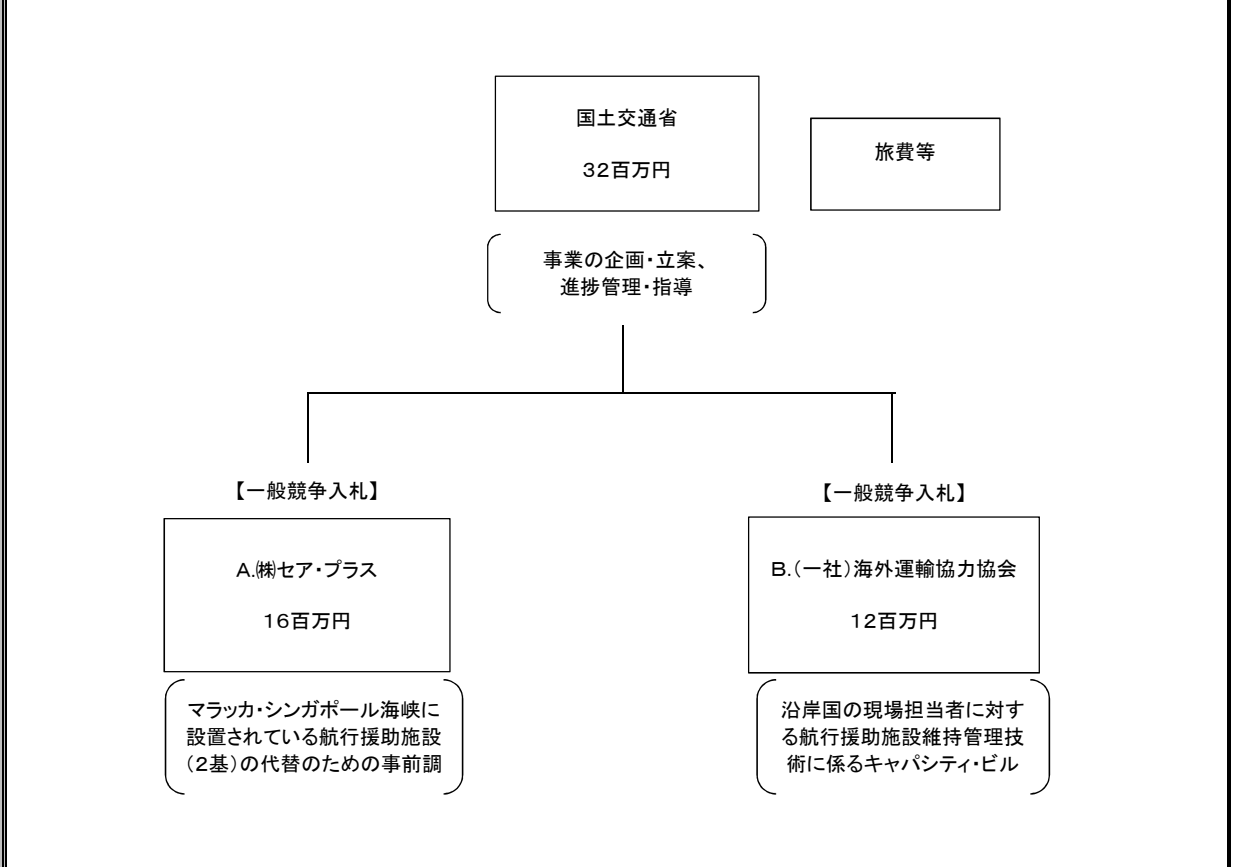 国土交通省
32百万円
旅費等
事業の企画・立案、
進捗管理・指導
【一般競争入札】
A.㈱セア・プラス
16百万円
マラッカ・シンガポール海峡に
設置されている航行援助施設
(2基)の代替のための事前調
【一般競争入札】
B.(一社)海外運輸協力協会
12百万円
沿岸国の現場担当者に対す
る航行援助施設維持管理技
術に係るキャパシティ・ビル